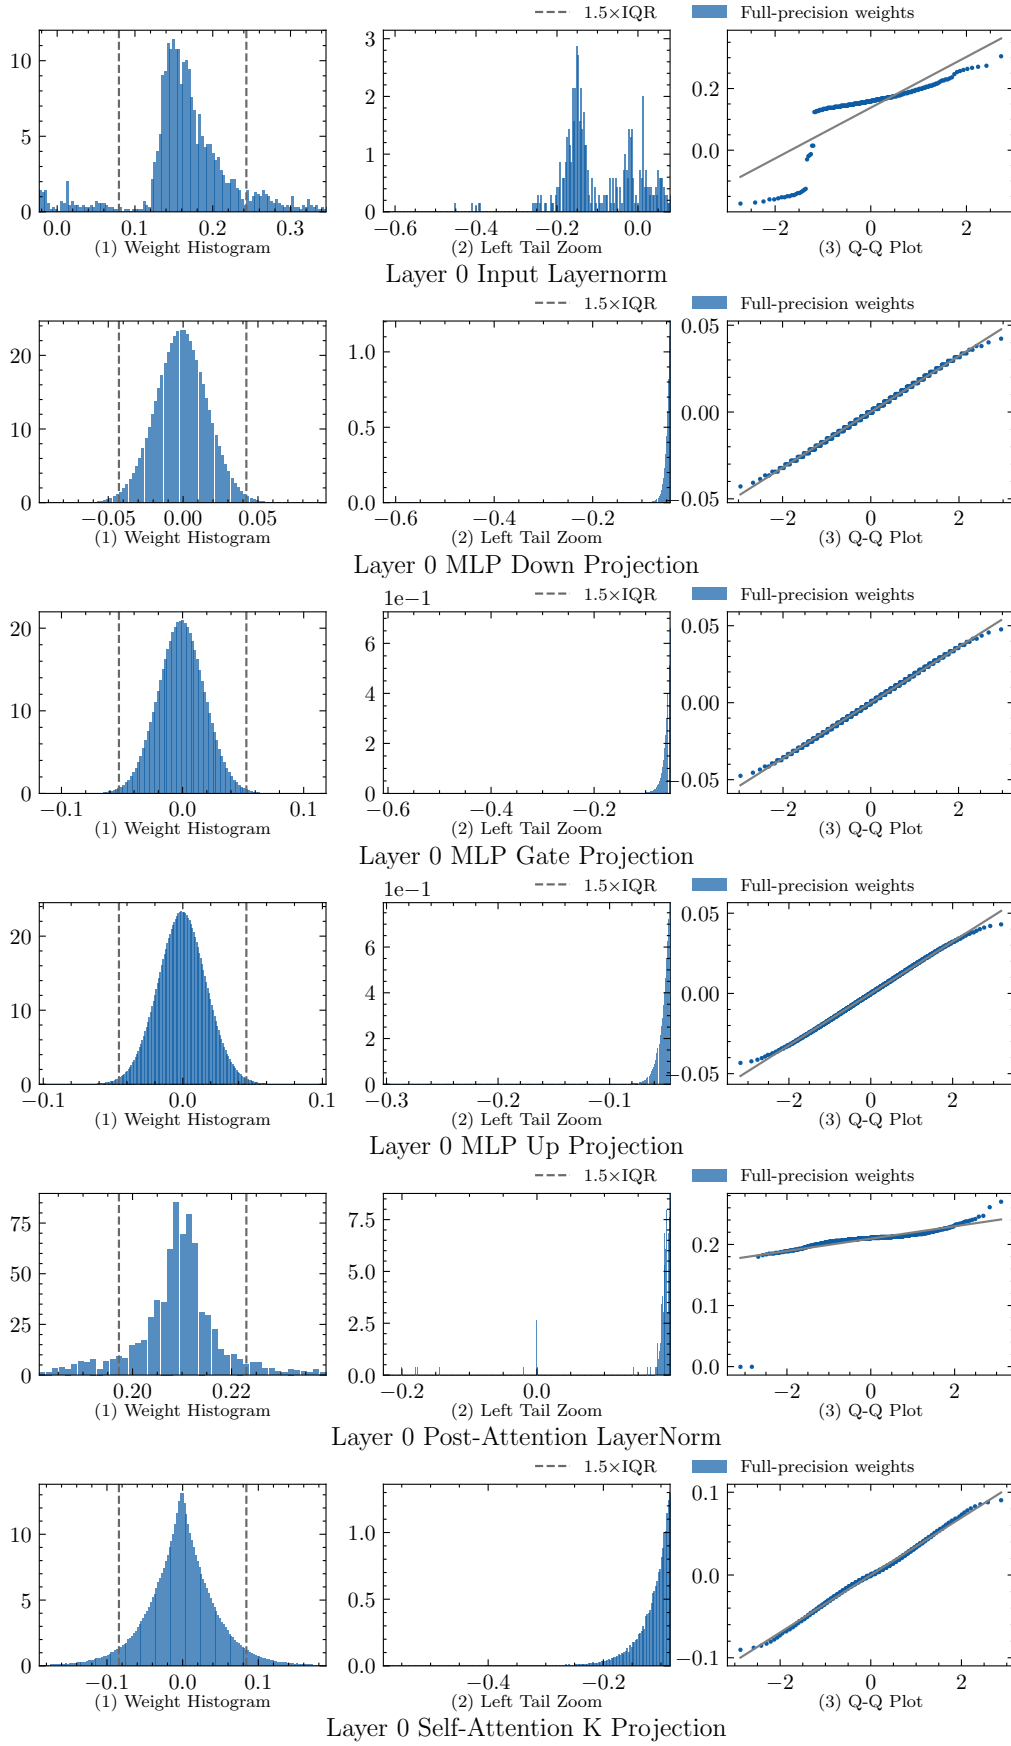 1.5×IQR Full-precision weights
10
5
0
0.0 0.1 0.2 0.3
(1) Weight Histogram
3
2
1
0
−0.6 −0.4 −0.2 0.0
(2) Left Tail Zoom
0.2
0.0
−2 0 2
(3) Q-Q Plot
Layer 0 Input Layernorm
1.5×IQR Full-precision weights
20
10
0
−0.05 0.00 0.05
(1) Weight Histogram
1.0
0.5
0.0
−0.6 −0.4 −0.2
(2) Left Tail Zoom
0.05
0.00
−0.05
−2 0 2
(3) Q-Q Plot
Layer 0 MLP Down Projection
1.5×IQR Full-precision weights
20
10
0
−0.1 0.0 0.1
(1) Weight Histogram
1e−1
6
4
2
0
−0.6 −0.4 −0.2
(2) Left Tail Zoom
0.05
0.00
−0.05
−2 0 2
(3) Q-Q Plot
Layer 0 MLP Gate Projection
1.5×IQR Full-precision weights
20
10
0
−0.1 0.0 0.1
(1) Weight Histogram
1e−1
6
4
2
0
−0.3 −0.2 −0.1
(2) Left Tail Zoom
0.05
0.00
−0.05
−2 0 2
(3) Q-Q Plot
Layer 0 MLP Up Projection
1.5×IQR Full-precision weights
75
50
25
0
0.20 0.22
(1) Weight Histogram
7.5
5.0
2.5
0.0
−0.2 0.0
(2) Left Tail Zoom
0.2
0.1
0.0
−2 0 2
(3) Q-Q Plot
Layer 0 Post-Attention LayerNorm
1.5×IQR Full-precision weights
10
5
0
−0.1 0.0 0.1
(1) Weight Histogram
1.0
0.5
0.0
−0.4 −0.2
(2) Left Tail Zoom
0.1
0.0
−0.1
−2 0 2
(3) Q-Q Plot
Layer 0 Self-Attention K Projection